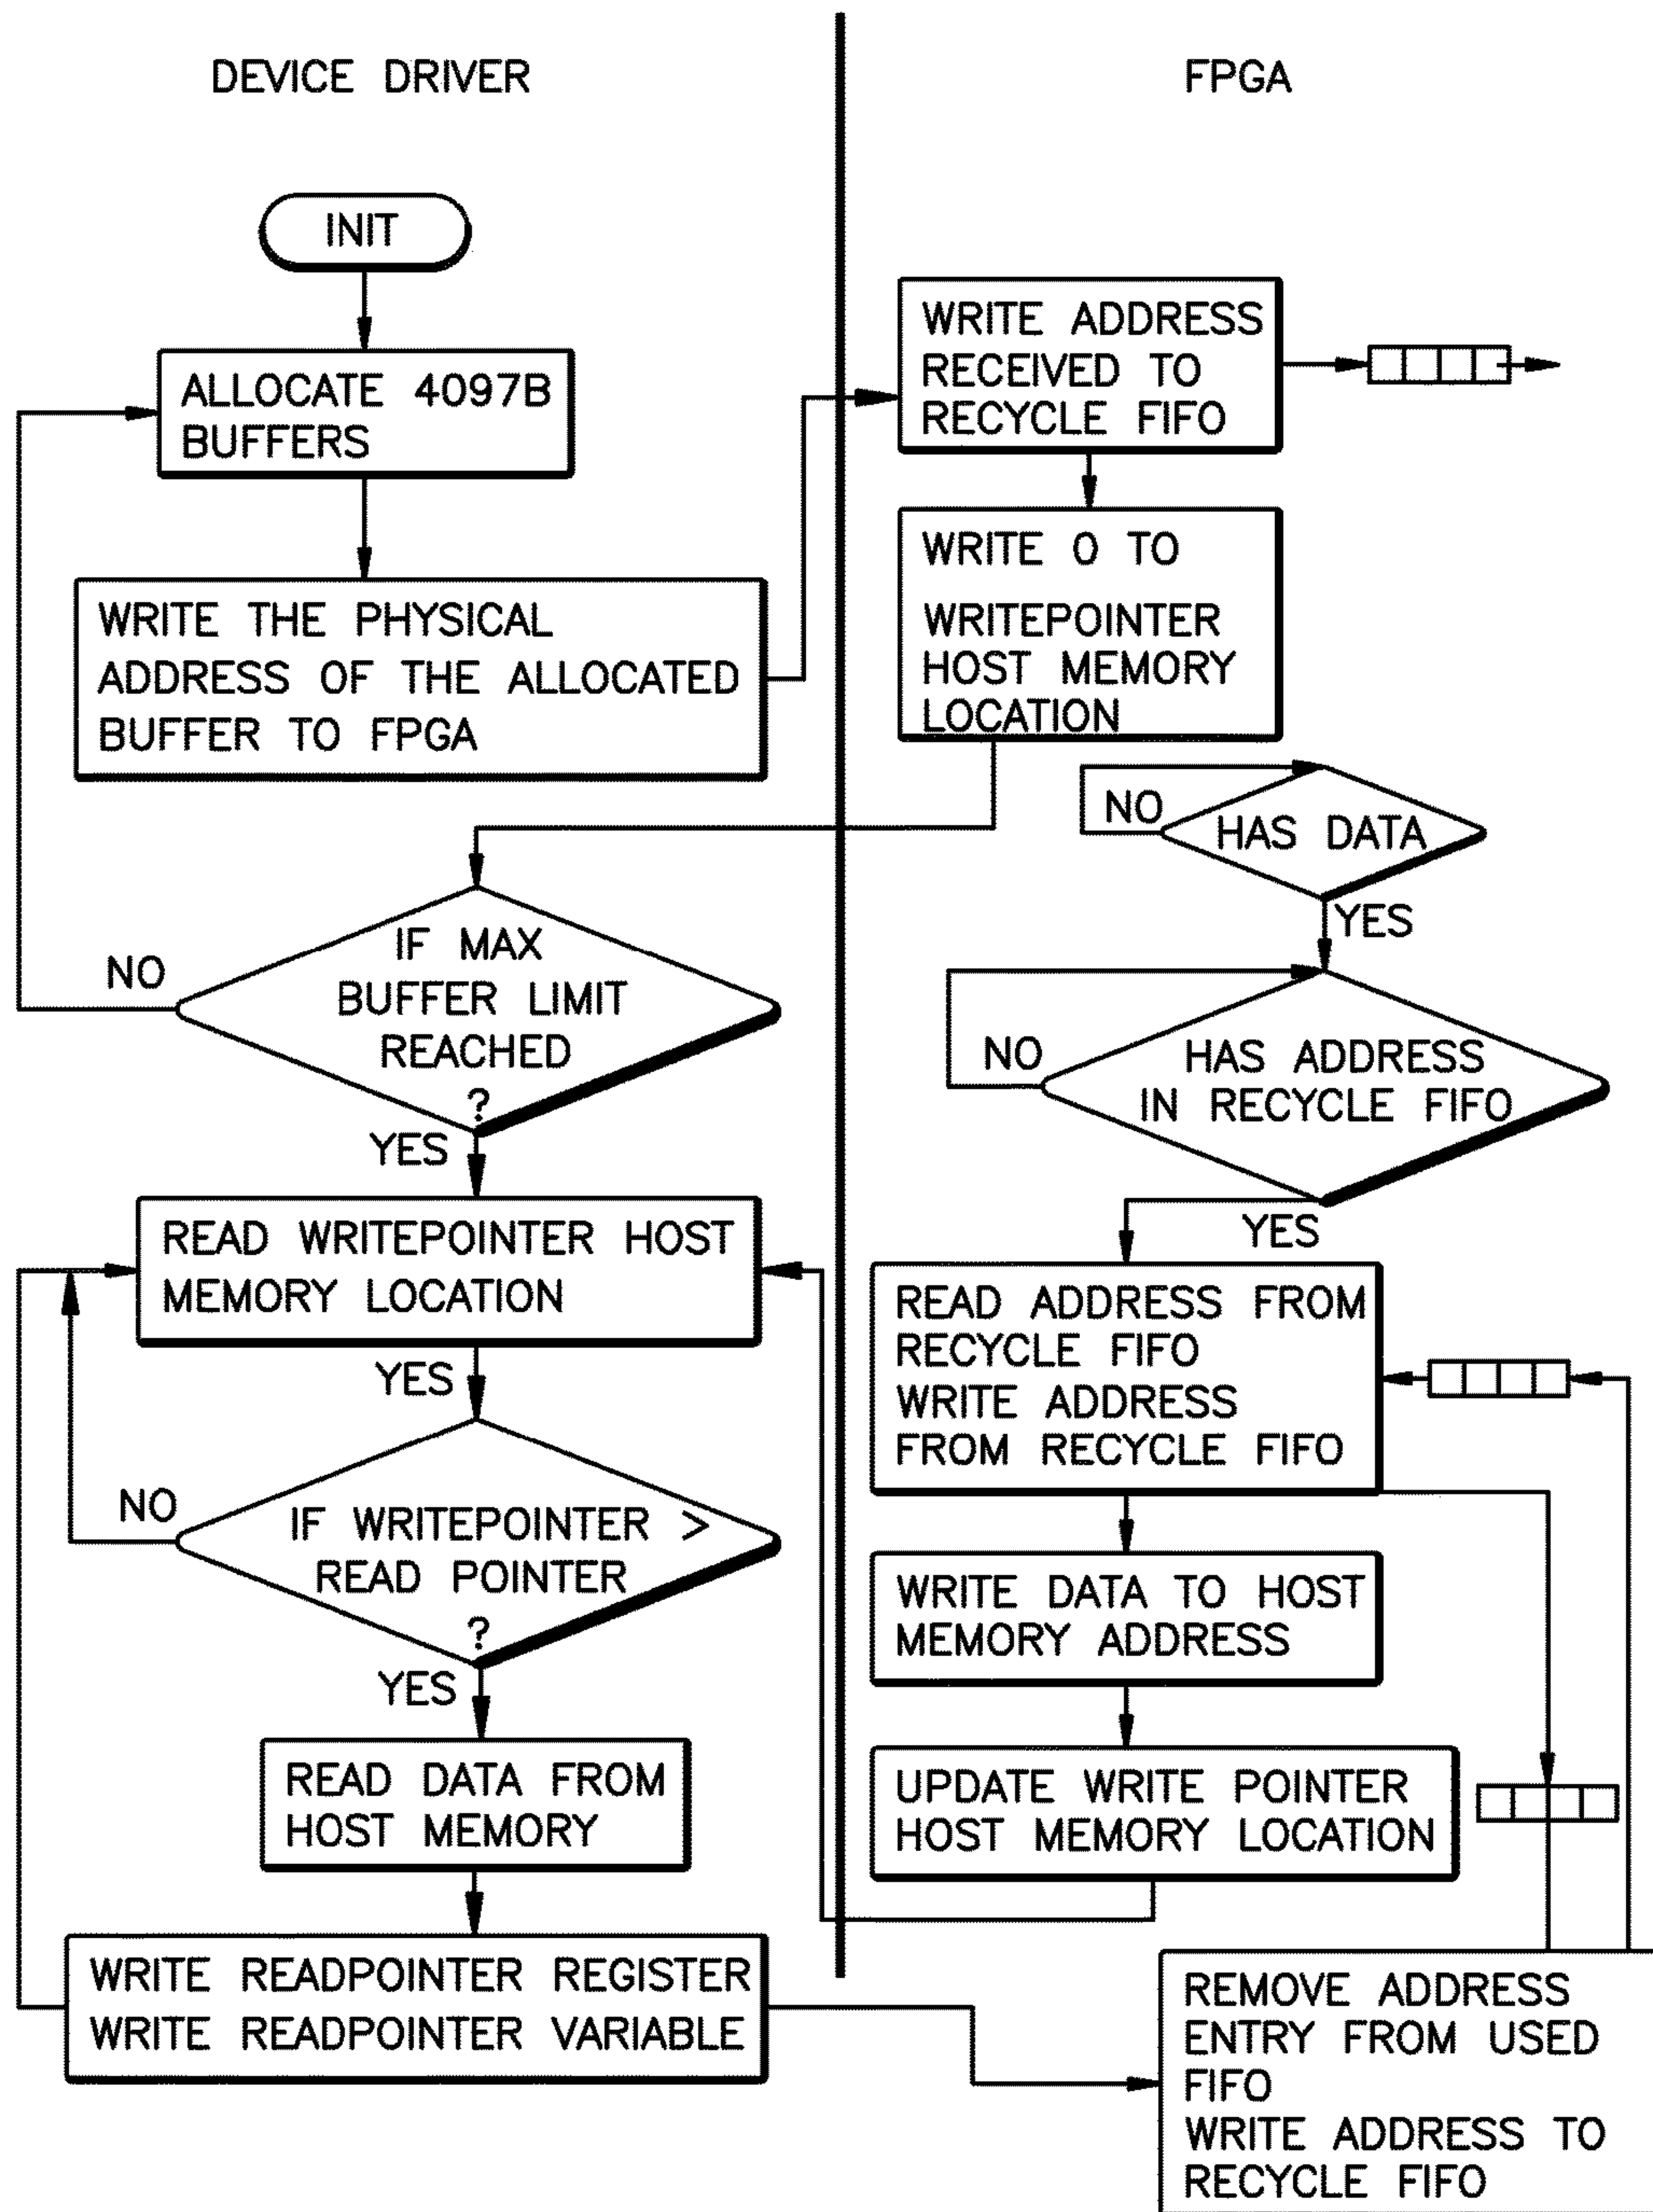 DEVICE DRIVER
INIT
ALLOCATE 4097B
BUFFERS
WRITE THE PHYSICAL
ADDRESS OF THE ALLOCATED
BUFFER TO FPGA
NO
IF MAX
BUFFER LIMIT
REACHED
?
YES
READ WRITEPOINTER HOST
MEMORY LOCATION
YES
NO
IF WRITEPOINTER >
READ POINTER
?
YES
READ DATA FROM
HOST MEMORY
WRITE READPOINTER REGISTER
WRITE READPOINTER VARIABLE
FPGA
WRITE ADDRESS
RECEIVED TO
RECYCLE FIFO
WRITE 0 TO
WRITEPOINTER
HOST MEMORY
LOCATION
NO
HAS DATA
YES
NO
HAS ADDRESS
IN RECYCLE FIFO
YES
READ ADDRESS FROM
RECYCLE FIFO
WRITE ADDRESS
FROM RECYCLE FIFO
WRITE DATA TO HOST
MEMORY ADDRESS
UPDATE WRITE POINTER
HOST MEMORY LOCATION
REMOVE ADDRESS
ENTRY FROM USED
FIFO
WRITE ADDRESS TO
RECYCLE FIFO